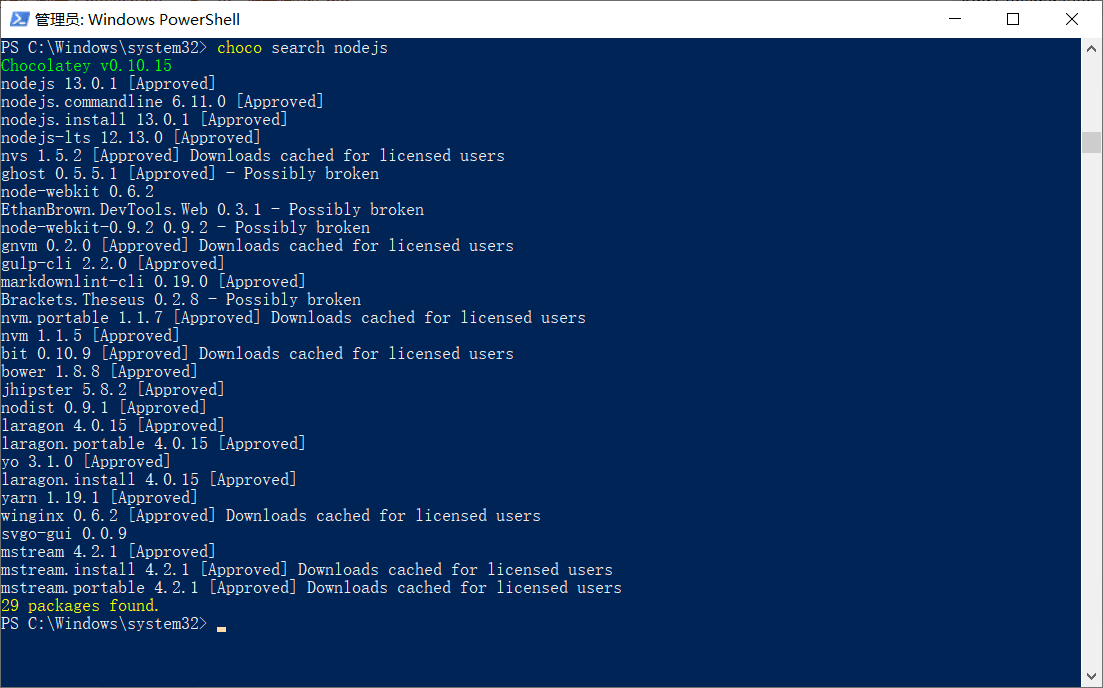 管理员: Windows PowerShell
PS C:\Windows\system32> choco search nodejs
Chocolatey v0.10.15
nodejs 13.0.1 [Approved]
nodejs.commandline 6.11.0 [Approved]
nodejs.install 13.0.1 [Approved]
nodejs-lts 12.13.0 [Approved]
nvs 1.5.2 [Approved] Downloads cached for licensed users
ghost 0.5.5.1 [Approved] - Possibly broken
node-webkit 0.6.2
EthanBrown.DevTools.Web 0.3.1 - Possibly broken
node-webkit-0.9.2 0.9.2 - Possibly broken
gnvm 0.2.0 [Approved] Downloads cached for licensed users
gulp-cli 2.2.0 [Approved]
markdownlint-cli 0.19.0 [Approved]
Brackets.Theseus 0.2.8 - Possibly broken
nvm.portable 1.1.7 [Approved] Downloads cached for licensed users
nvm 1.1.5 [Approved]
bit 0.10.9 [Approved] Downloads cached for licensed users
bower 1.8.8 [Approved]
jhipster 5.8.2 [Approved]
nodist 0.9.1 [Approved]
laragon 4.0.15 [Approved]
laragon.portable 4.0.15 [Approved]
yo 3.1.0 [Approved]
laragon.install 4.0.15 [Approved]
yarn 1.19.1 [Approved]
winginx 0.6.2 [Approved] Downloads cached for licensed users
svgo-gui 0.0.9
mstream 4.2.1 [Approved]
mstream.install 4.2.1 [Approved] Downloads cached for licensed users
mstream.portable 4.2.1 [Approved] Downloads cached for licensed users
29 packages found.
PS C:\Windows\system32>